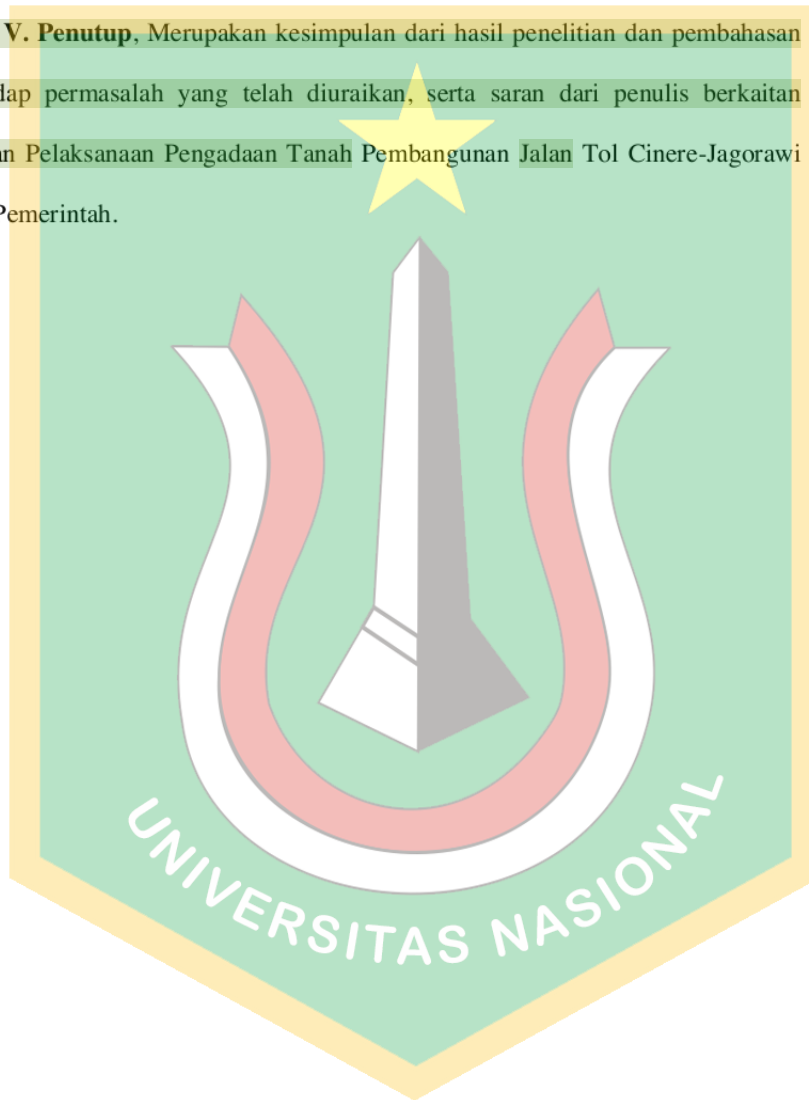 V. Penutup, Merupakan kesimpulan dari hasil penelitian dan pembahasan
dap permasalah yang telah diuraikan, serta saran dari penulis berkaitan
an Pelaksanaan Pengadaan Tanah Pembangunan Jalan Tol Cinere-Jagorawi
Pemerintah.
UNIVERSITAS NASIONAL